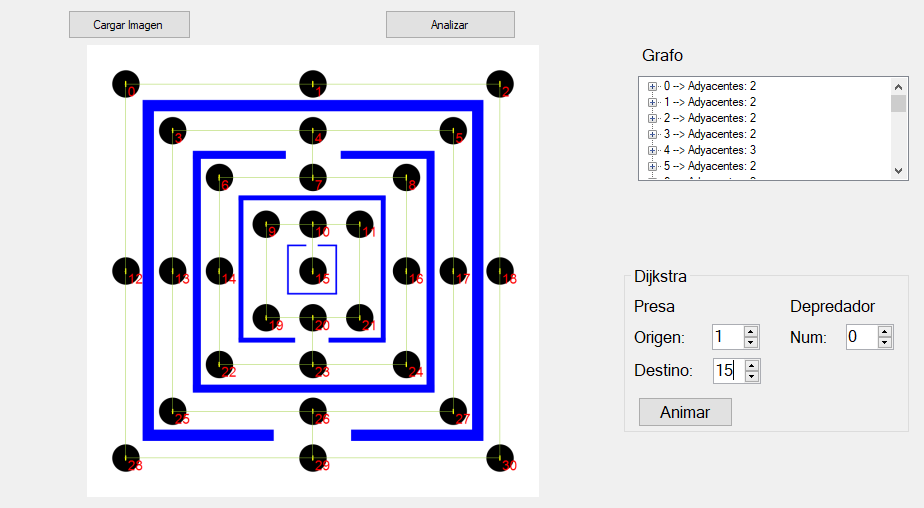 Cargar Imagen
Analizar
Grafo
0 --> Adyacentes: 2
1 --> Adyacentes: 2
2 --> Adyacentes: 2
3 --> Adyacentes: 2
4 --> Adyacentes: 3
5 --> Adyacentes: 2
0 1 2
3 4 5
6 7 8
9 10 11
12 13 14 15 16 17 18
19 20 21
22 23 24
25 26 27
28 29 30
Dijkstra
Presa Depredador
Origen: 1 Num: 0
Destino: 15
Animar